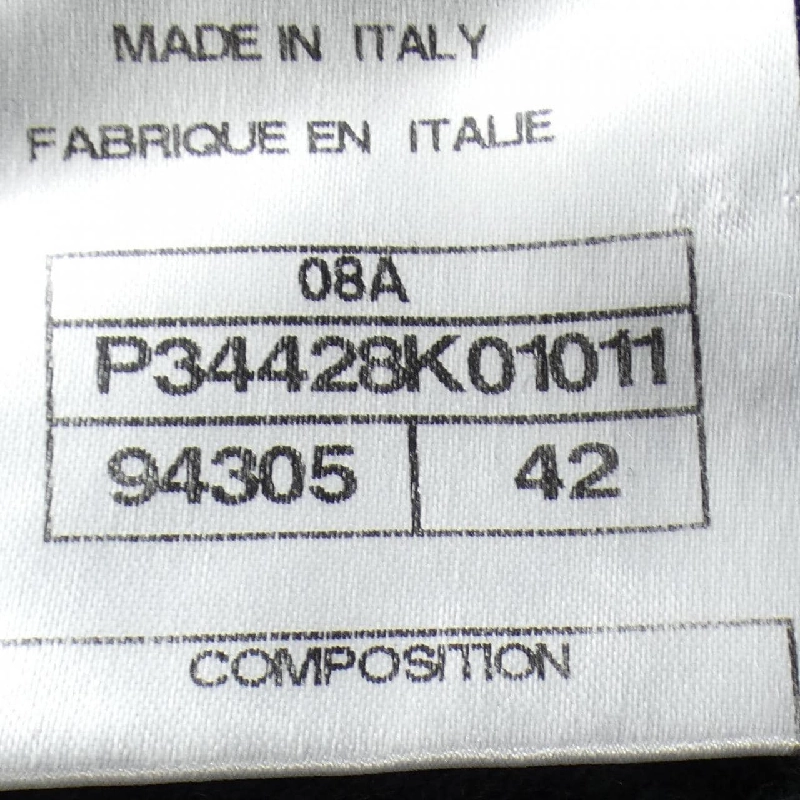 MADE IN ITALY
FABRIQUE EN ITALIE
08A
P34428K01011
94305 42
COMPOSITION